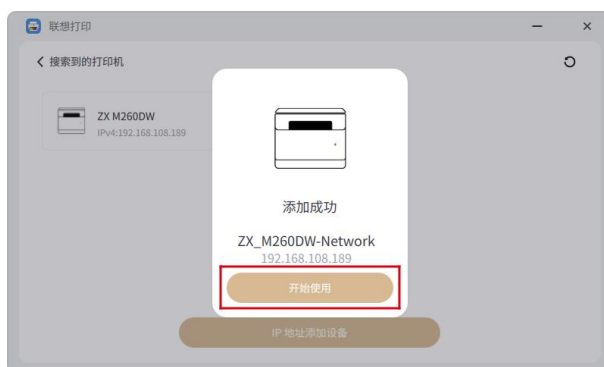 联想打印
搜索到的打印机
ZX M260DW
IPv4:192.168.108.189
添加成功
ZX_M260DW-Network
192.168.108.189
开始使用
IP 地址添加设备